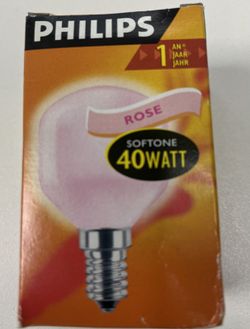 PHILIPS
1 AN*
JAAR
JAHR
ROSE
SOFTONE
40WATT